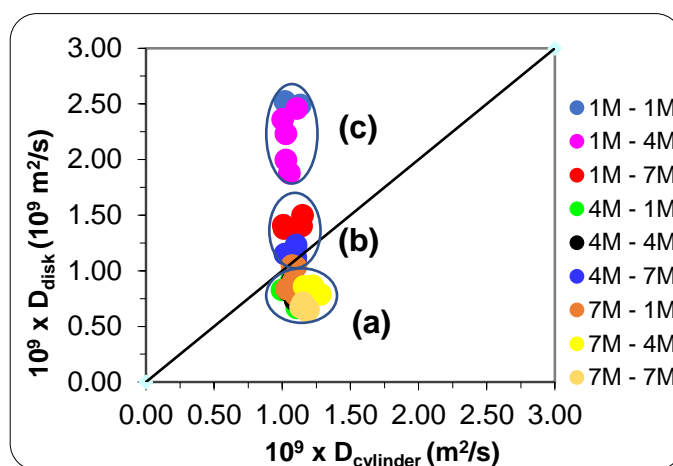 3.00
2.50
2.00
1.50
1.00
0.50
0.00
10⁹ x D_disk (10⁹ m²/s)
(c)
(b)
(a)
0.00 0.50 1.00 1.50 2.00 2.50 3.00
10⁹ x D_cylinder (m²/s)
1M - 1M
1M - 4M
1M - 7M
4M - 1M
4M - 4M
4M - 7M
7M - 1M
7M - 4M
7M - 7M